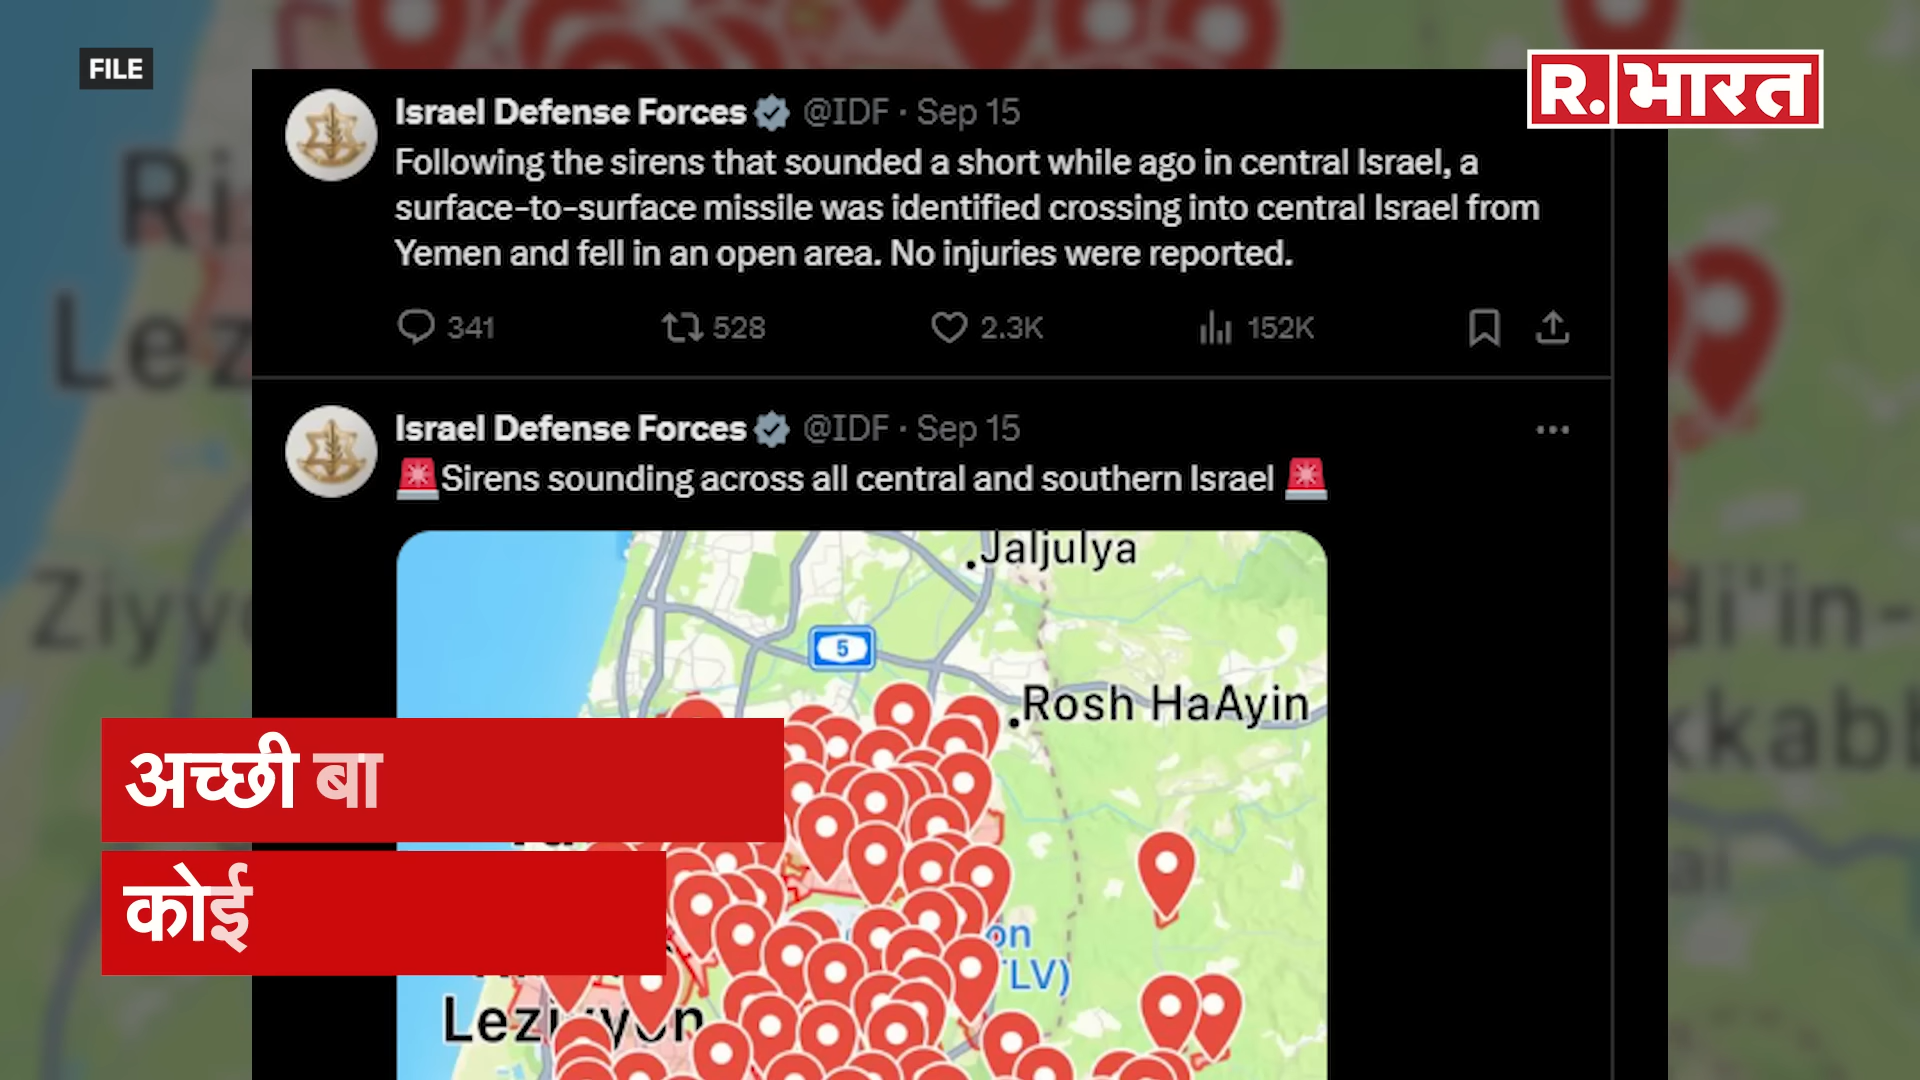 FILE
R.भारत
Israel Defense Forces @IDF · Sep 15
Following the sirens that sounded a short while ago in central Israel, a
surface-to-surface missile was identified crossing into central Israel from
Yemen and fell in an open area. No injuries were reported.
341 528 2.3K 152K
Israel Defense Forces @IDF · Sep 15
Sirens sounding across all central and southern Israel
Jaljulya
5
Rosh HaAyin
अच्छी बा
कोई
TLV)